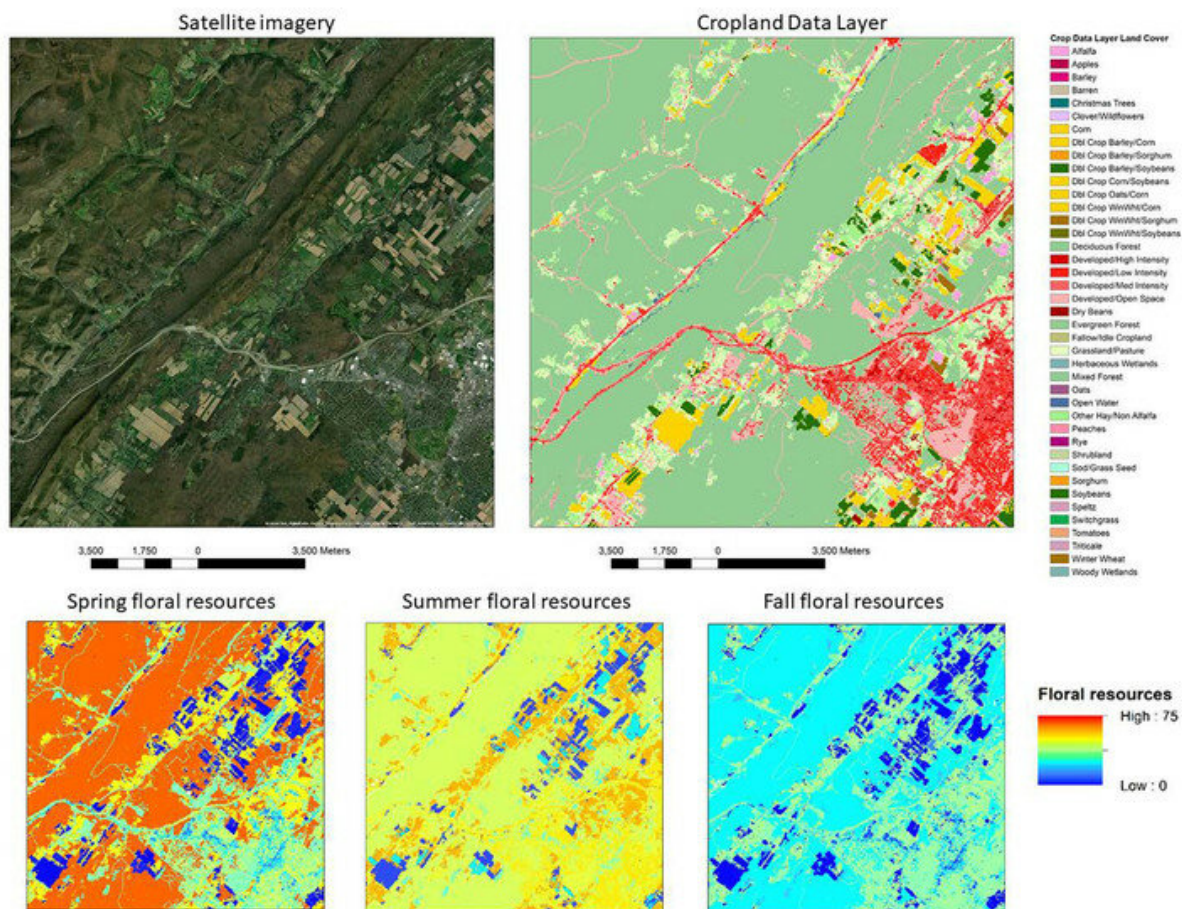 Satellite imagery
Cropland Data Layer
Crop Data Layer Land Cover
Alfalfa
Apples
Barley
Barren
Christmas Trees
Clover/Wildflowers
Corn
Dbl Crop Barley/Corn
Dbl Crop Barley/Sorghum
Dbl Crop Barley/Soybeans
Dbl Crop Corn/Soybeans
Dbl Crop Oats/Corn
Dbl Crop WinWht/Corn
Dbl Crop WinWht/Sorghum
Dbl Crop WinWht/Soybeans
Deciduous Forest
Developed/High Intensity
Developed/Low Intensity
Developed/Med Intensity
Developed/Open Space
Dry Beans
Evergreen Forest
Fallow/Idle Cropland
Grassland/Pasture
Herbaceous Wetlands
Mixed Forest
Oats
Open Water
Other Hay/Non Alfalfa
Peaches
Rye
Shrubland
Sod/Grass Seed
Sorghum
Soybeans
Speltz
Switchgrass
Tomatoes
Triticale
Winter Wheat
Woody Wetlands
3,500 1,750 0 3,500 Meters
3,500 1,750 0 3,500 Meters
Spring floral resources
Summer floral resources
Fall floral resources
Floral resources
High : 75
Low : 0